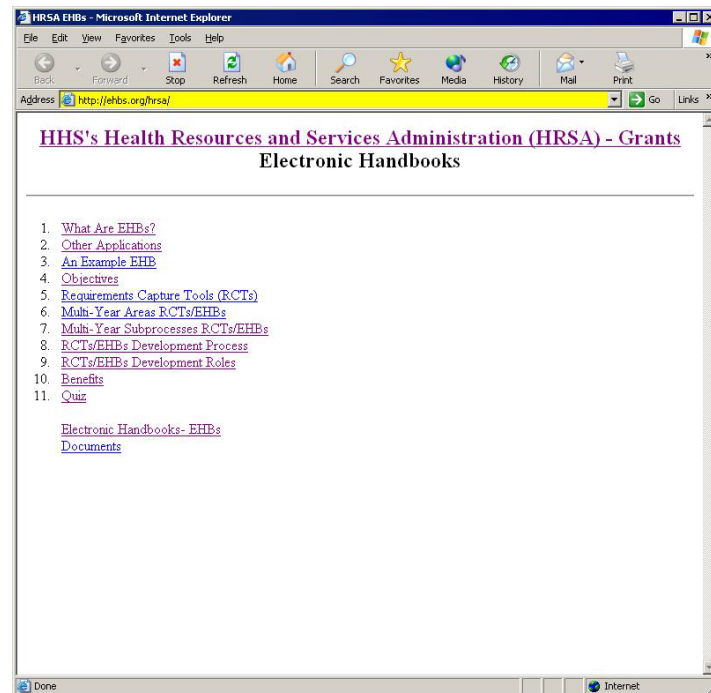 HRSA EHBs - Microsoft Internet Explorer
File Edit View Favorites Tools Help
Back Forward Stop Refresh Home Search Favorites Media History Mail Print »
Address http://ehbs.org/hrsa/ Go Links »
HHS's Health Resources and Services Administration (HRSA) - Grants
Electronic Handbooks
1. What Are EHBs?
2. Other Applications
3. An Example EHB
4. Objectives
5. Requirements Capture Tools (RCTs)
6. Multi-Year Areas RCTs/EHBs
7. Multi-Year Subprocesses RCTs/EHBs
8. RCTs/EHBs Development Process
9. RCTs/EHBs Development Roles
10. Benefits
11. Quiz
Electronic Handbooks- EHBs
Documents
Done Internet